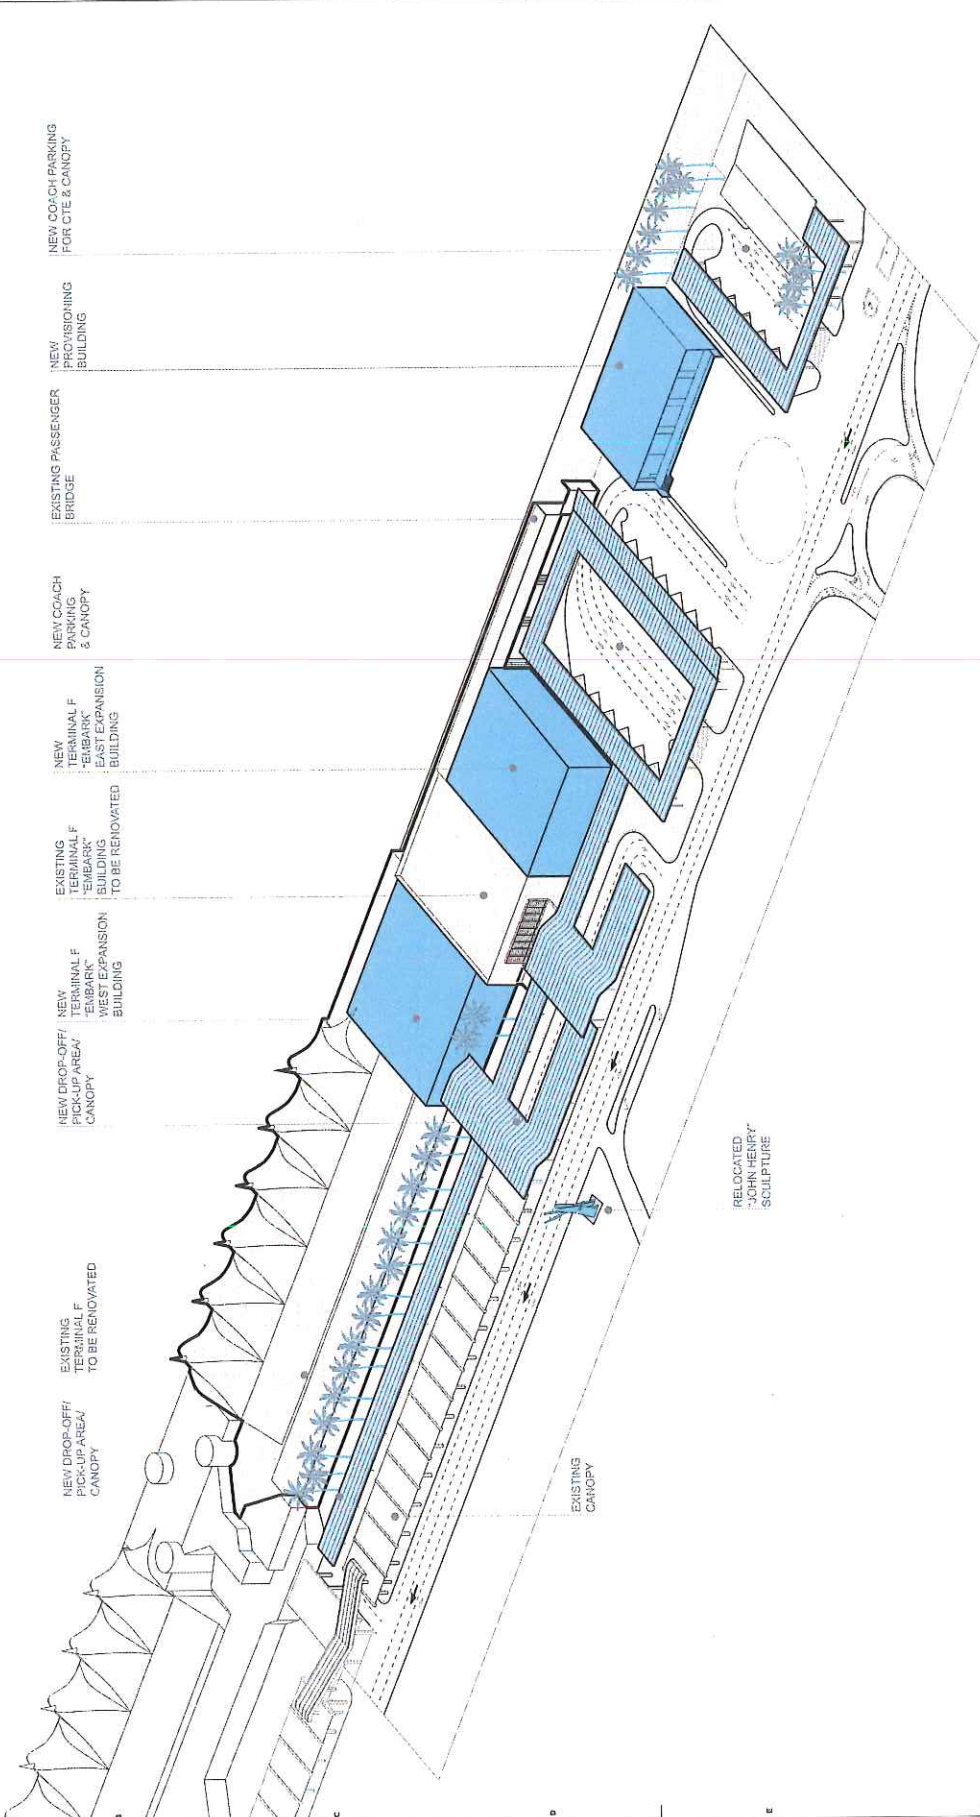 NEW DROP-OFF/
PICK-UP AREA/
CANOPY
EXISTING
TERMINAL F
TO BE RENOVATED
NEW DROP-OFF/
PICK-UP AREA/
CANOPY
NEW
TERMINAL F
"EMBARK"
WEST EXPANSION
BUILDING
EXISTING
TERMINAL F
"EMBARK"
BUILDING
TO BE RENOVATED
NEW
TERMINAL F
"EMBARK"
EAST EXPANSION
BUILDING
NEW COACH
PARKING
& CANOPY
EXISTING PASSENGER
BRIDGE
NEW
PROVISIONING
BUILDING
NEW COACH PARKING
FOR CTE & CANOPY
EXISTING
CANOPY
RELOCATED
"JOHN HENRY"
SCULPTURE
C
D
E